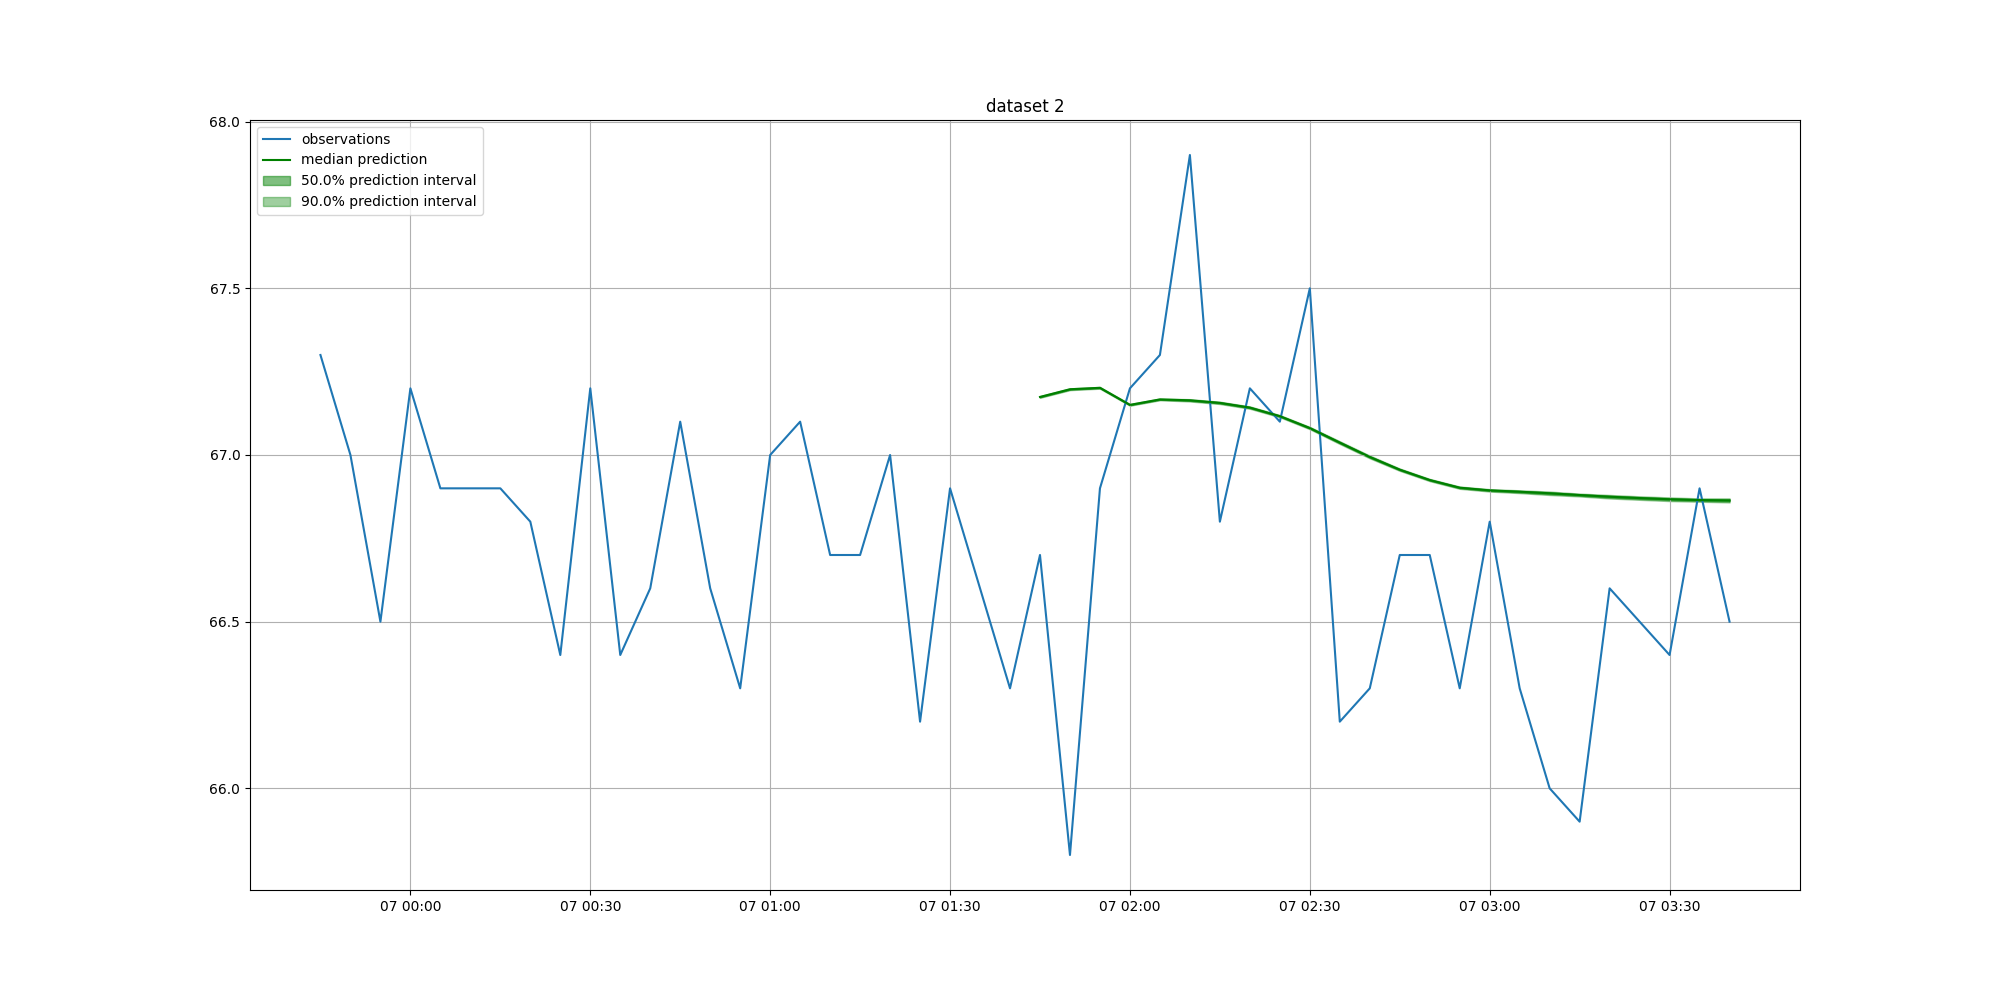 dataset 2
68.0
67.5
67.0
66.5
66.0
observations
median prediction
50.0% prediction interval
90.0% prediction interval
07 00:00
07 00:30
07 01:00
07 01:30
07 02:00
07 02:30
07 03:00
07 03:30